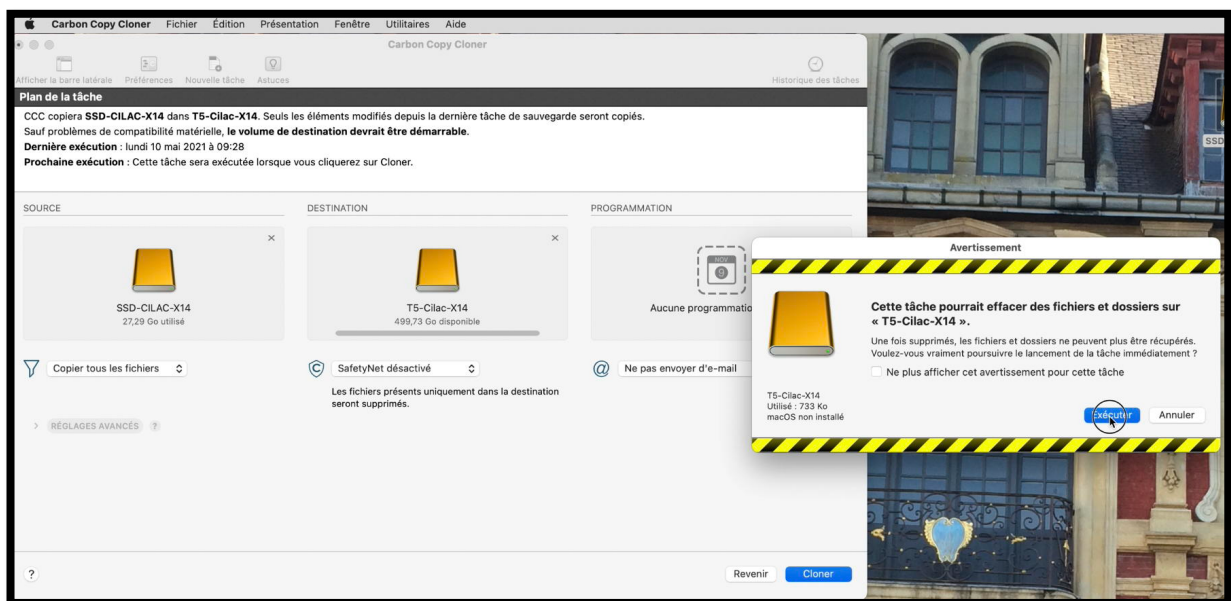 Carbon Copy Cloner Fichier Édition Présentation Fenêtre Utilitaires Aide
Carbon Copy Cloner
Afficher la barre latérale Préférences Nouvelle tâche Astuces Historique des tâches
Plan de la tâche
CCC copiera SSD-CILAC-X14 dans T5-Cilac-X14. Seuls les éléments modifiés depuis la dernière tâche de sauvegarde seront copiés.
Sauf problèmes de compatibilité matérielle, le volume de destination devrait être démarrable.
Dernière exécution : lundi 10 mai 2021 à 09:28
Prochaine exécution : Cette tâche sera exécutée lorsque vous cliquerez sur Cloner.
SSD
SOURCE DESTINATION PROGRAMMATION
SSD-CILAC-X14
27,29 Go utilisé
T5-Cilac-X14
499,73 Go disponible
NOV
9
Aucune programmatio
Copier tous les fichiers
SafetyNet désactivé
Ne pas envoyer d'e-mail
Les fichiers présents uniquement dans la destination
seront supprimés.
RÉGLAGES AVANCÉS ?
Avertissement
Cette tâche pourrait effacer des fichiers et dossiers sur
« T5-Cilac-X14 ».
Une fois supprimés, les fichiers et dossiers ne peuvent plus être récupérés.
Voulez-vous vraiment poursuivre le lancement de la tâche immédiatement ?
Ne plus afficher cet avertissement pour cette tâche
T5-Cilac-X14
Utilisé : 733 Ko
macOS non installé
Exécuter Annuler
? Revenir Cloner